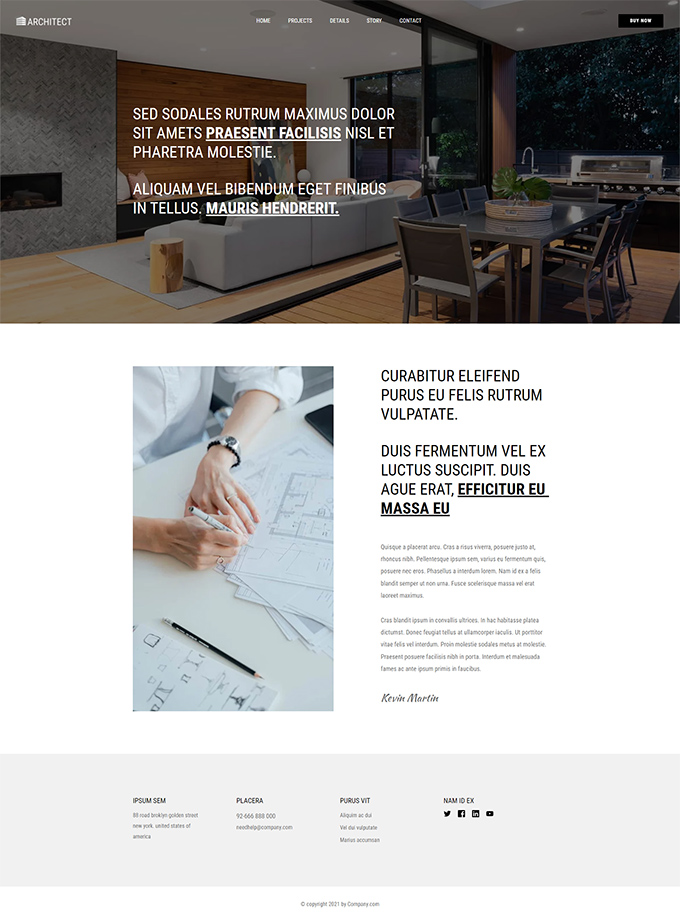 ARCHITECT
HOME PROJECTS DETAILS STORY CONTACT
BUY NOW
SED SODALES RUTRUM MAXIMUS DOLOR
SIT AMETS PRAESENT FACILISIS NISL ET
PHARETRA MOLESTIE.
ALIQUAM VEL BIBENDUM EGET FINIBUS
IN TELLUS. MAURIS HENDRERIT.
CURABITUR ELEIFEND
PURUS EU FELIS RUTRUM
VULPATATE.
DUIS FERMENTUM VEL EX
LUCTUS SUSCIPIT. DUIS
AGUE ERAT, EFFICITUR EU
MASSA EU
Quisque a placerat arcu. Cras a risus viverra, posuere justo at,
rhoncus nibh. Pellentesque ipsum sem, varius eu fermentum quis,
posuere nec eros. Phasellus a interdum lorem. Nam id ex a felis
blandit semper ut non urna. Fusce scelerisque massa vel erat
laoreet maximus.
Cras blandit ipsum in convallis ultrices. In hac habitasse platea
dictumst. Donec feugiat tellus at ullamcorper iaculis. Ut porttitor
vitae felis vel interdum. Proin molestie sodales metus at molestie.
Praesent posuere facilisis nibh in porta. Interdum et malesuada
fames ac ante ipsum primis in faucibus.
Kevin Martin
IPSUM SEM
88 road broklyn golden street
new york. united states of
america
PLACERA
92 666 888 000
needhelp@company.com
PURUS VIT
Aliquim ac dui
Vel dui vulputate
Marius accumsan
NAM ID EX
© copyright 2021 by Company.com